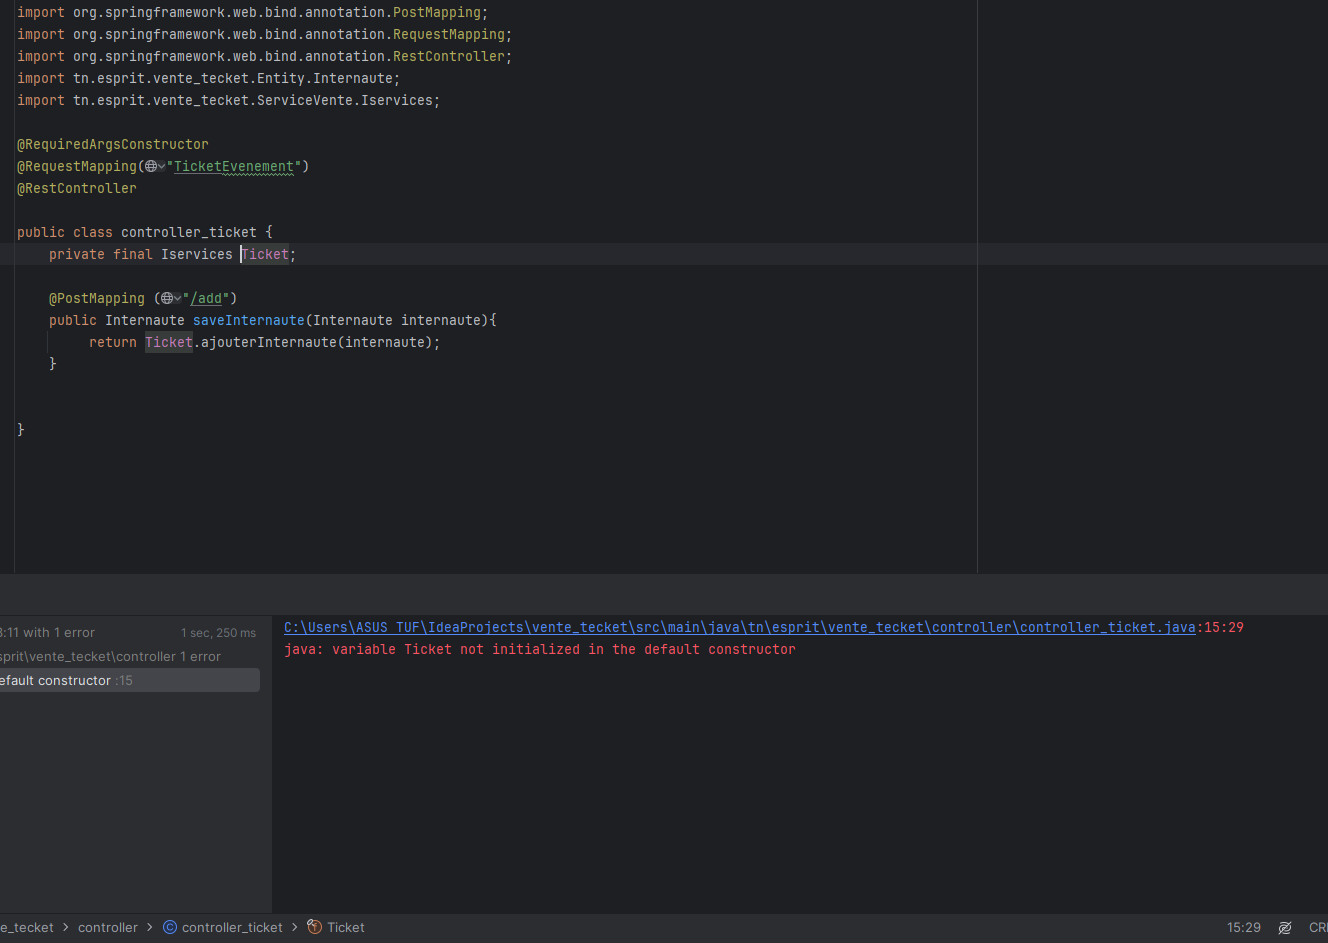 import org.springframework.web.bind.annotation.PostMapping;
import org.springframework.web.bind.annotation.RequestMapping;
import org.springframework.web.bind.annotation.RestController;
import tn.esprit.vente_tecket.Entity.Internaute;
import tn.esprit.vente_tecket.ServiceVente.Iservices;
@RequiredArgsConstructor
@RequestMapping("TicketEvenement")
@RestController
public class controller_ticket {
private final Iservices Ticket;
@PostMapping ("/add")
public Internaute saveInternaute(Internaute internaute){
return Ticket.ajouterInternaute(internaute);
}
}
3:11 with 1 error 1 sec, 250 ms
sprit\vente_tecket\controller 1 error
efault constructor :15
C:\Users\ASUS TUF\IdeaProjects\vente_tecket\src\main\java\tn\esprit\vente_tecket\controller\controller_ticket.java:15:29
java: variable Ticket not initialized in the default constructor
e_tecket > controller > controller_ticket > Ticket 15:29 CR